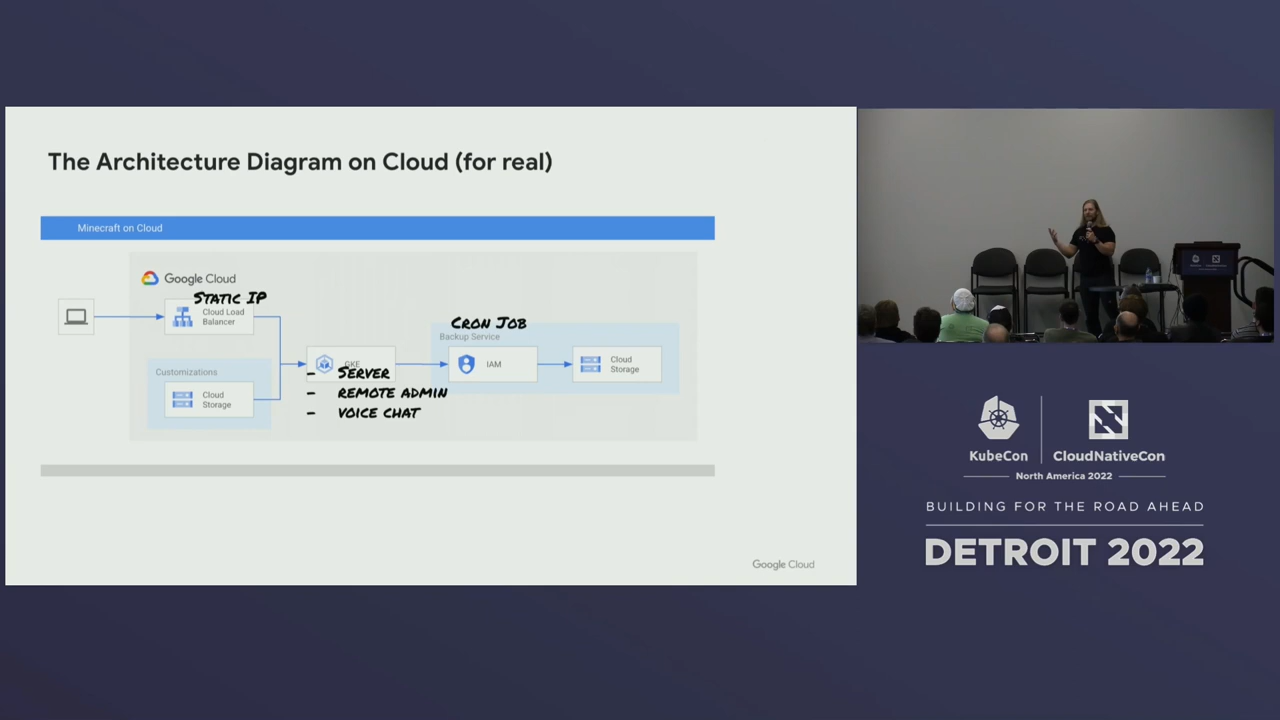 The Architecture Diagram on Cloud (for real)
Minecraft on Cloud
Google Cloud
Static IP
Cloud Load
Balancer
Customizations
Cloud
Storage
GKE
- Server
- remote admin
- voice chat
Cron Job
Backup Service
IAM
Cloud
Storage
Google Cloud
KubeCon
CloudNativeCon
North America 2022
BUILDING FOR THE ROAD AHEAD
DETROIT 2022